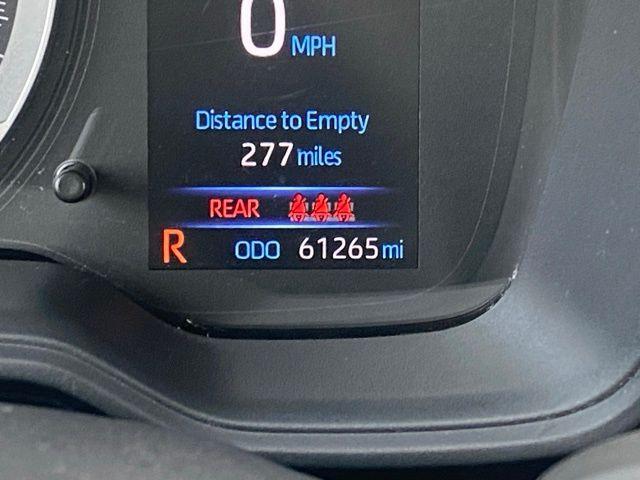 0 MPH
Distance to Empty
277 miles
REAR
R ODO 61265 mi